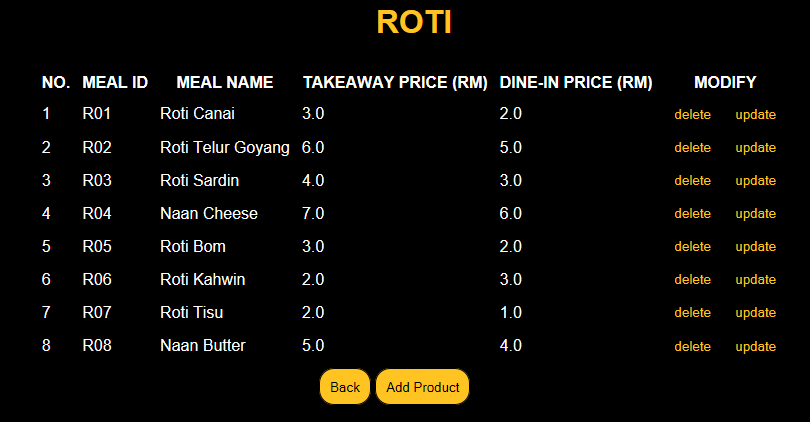 ROTI
NO. MEAL ID MEAL NAME TAKEAWAY PRICE (RM) DINE-IN PRICE (RM) MODIFY
1 R01 Roti Canai 3.0 2.0 delete update
2 R02 Roti Telur Goyang 6.0 5.0 delete update
3 R03 Roti Sardin 4.0 3.0 delete update
4 R04 Naan Cheese 7.0 6.0 delete update
5 R05 Roti Bom 3.0 2.0 delete update
6 R06 Roti Kahwin 2.0 3.0 delete update
7 R07 Roti Tisu 2.0 1.0 delete update
8 R08 Naan Butter 5.0 4.0 delete update
Back Add Product